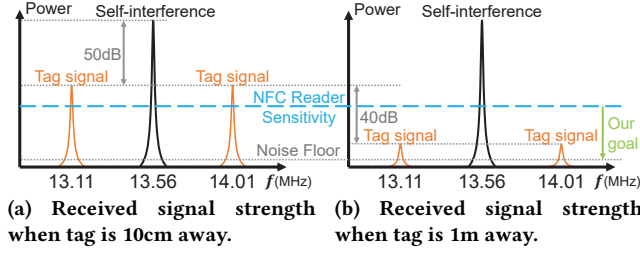 Power
Self-interference
50dB
Tag signal
Tag signal
NFC Reader
Sensitivity
Noise Floor
13.11
13.56
14.01
f(MHz)
(a) Received signal strength
when tag is 10cm away.
Power
Self-interference
40dB
Tag signal
Tag signal
Our
goal
13.11
13.56
14.01
f(MHz)
(b) Received signal strength
when tag is 1m away.